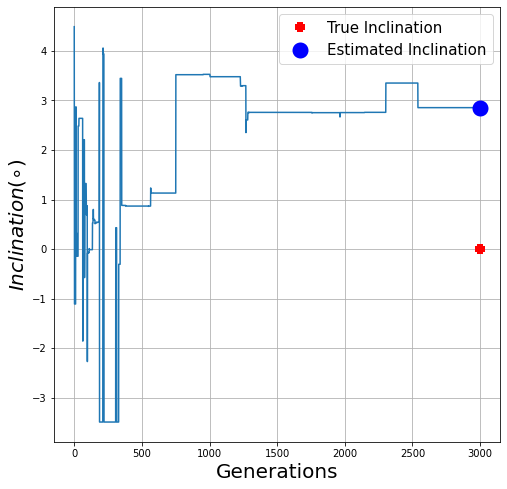 True Inclination
Estimated Inclination
Inclination(∘)
4
3
2
1
0
−1
−2
−3
0 500 1000 1500 2000 2500 3000
Generations